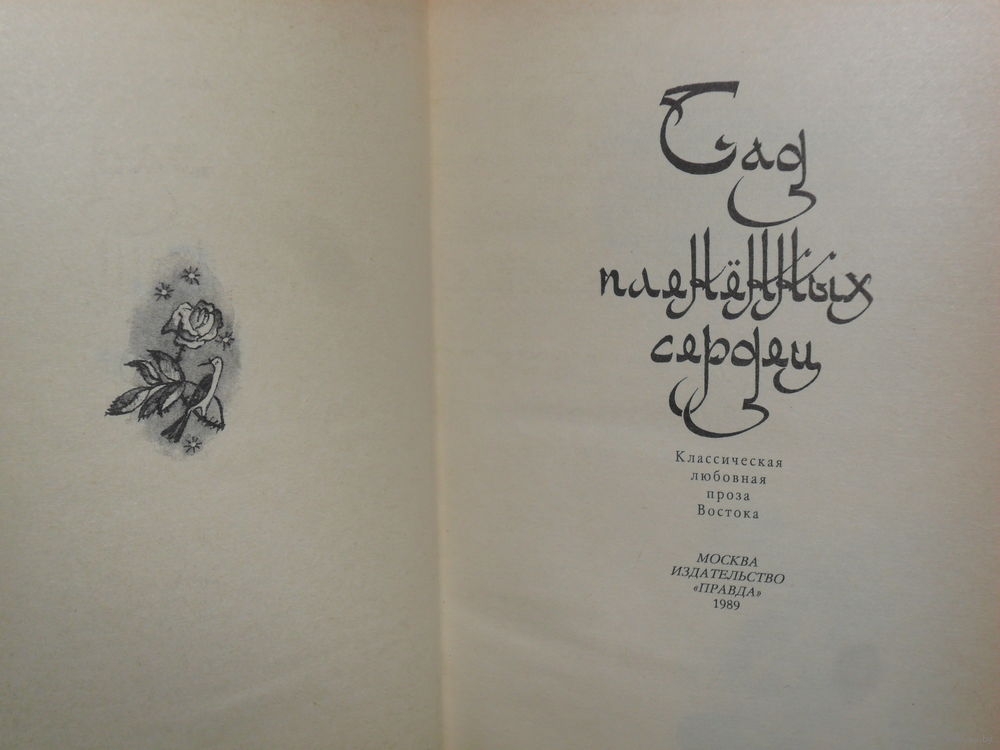 Сад
пленённых
сердец
Классическая
любовная
проза
Востока
МОСКВА
ИЗДАТЕЛЬСТВО
«ПРАВДА»
1989